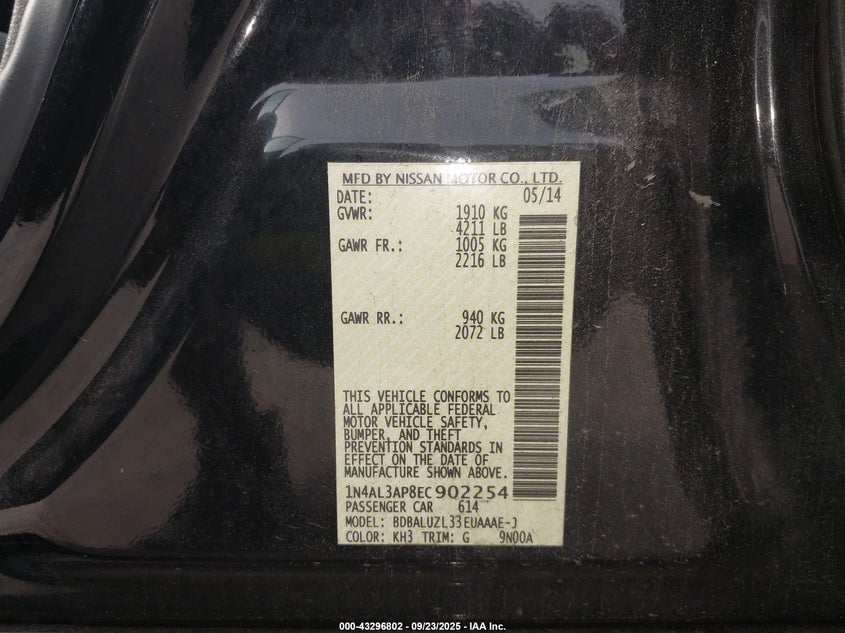 MFD BY NISSAN MOTOR CO., LTD.
DATE: 05/14
GVWR: 1910 KG
4211 LB
GAWR FR.: 1005 KG
2216 LB
GAWR RR.: 940 KG
2072 LB
THIS VEHICLE CONFORMS TO
ALL APPLICABLE FEDERAL
MOTOR VEHICLE SAFETY,
BUMPER, AND THEFT
PREVENTION STANDARDS IN
EFFECT ON THE DATE OF
MANUFACTURE SHOWN ABOVE.
1N4AL3AP8EC902254
PASSENGER CAR 614
MODEL: BDBALUZL33EUAAAE-J
COLOR: KH3 TRIM: G 9N00A
000-43296802 - 09/23/2025 - IAA Inc.